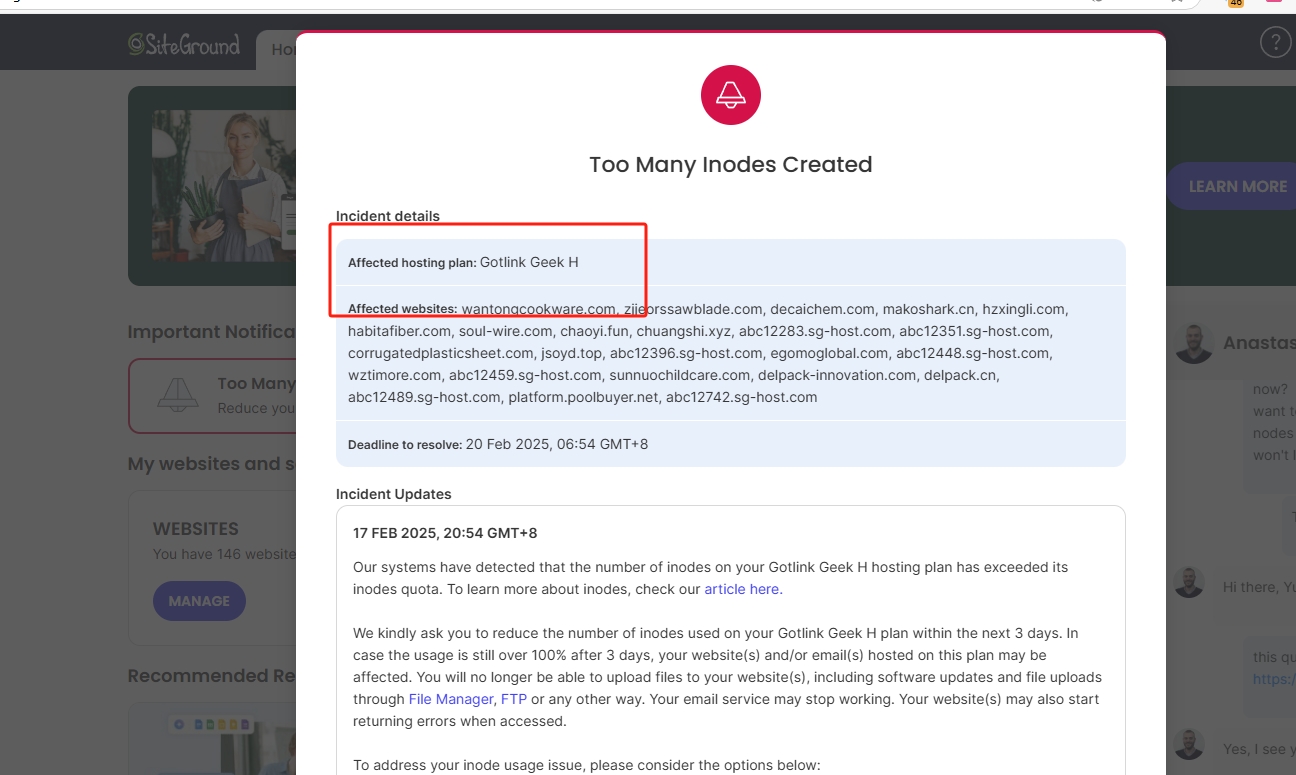 46
SiteGround
Ho
?
Too Many Inodes Created
LEARN MORE
Incident details
Affected hosting plan: Gotlink Geek H
Affected websites: wantongcookware.com, zjjeorssawblade.com, decaichem.com, makoshark.cn, hzxingli.com,
habitafiber.com, soul-wire.com, chaoyi.fun, chuangshi.xyz, abc12283.sg-host.com, abc12351.sg-host.com,
corrugatedplasticsheet.com, jsoyd.top, abc12396.sg-host.com, egomoglobal.com, abc12448.sg-host.com,
wztimore.com, abc12459.sg-host.com, sunnuochildcare.com, delpack-innovation.com, delpack.cn,
abc12489.sg-host.com, platform.poolbuyer.net, abc12742.sg-host.com
Deadline to resolve: 20 Feb 2025, 06:54 GMT+8
Important Notifica
Too Many
Reduce you
My websites and s
WEBSITES
You have 146 website
MANAGE
Recommended Re
Incident Updates
17 FEB 2025, 20:54 GMT+8
Our systems have detected that the number of inodes on your Gotlink Geek H hosting plan has exceeded its
inodes quota. To learn more about inodes, check our article here.
We kindly ask you to reduce the number of inodes used on your Gotlink Geek H plan within the next 3 days. In
case the usage is still over 100% after 3 days, your website(s) and/or email(s) hosted on this plan may be
affected. You will no longer be able to upload files to your website(s), including software updates and file uploads
through File Manager, FTP or any other way. Your email service may stop working. Your website(s) may also start
returning errors when accessed.
To address your inode usage issue, please consider the options below:
Anastas
now?
want t
nodes
won't
Hi there, Yu
this qu
https:/
Yes, I see y